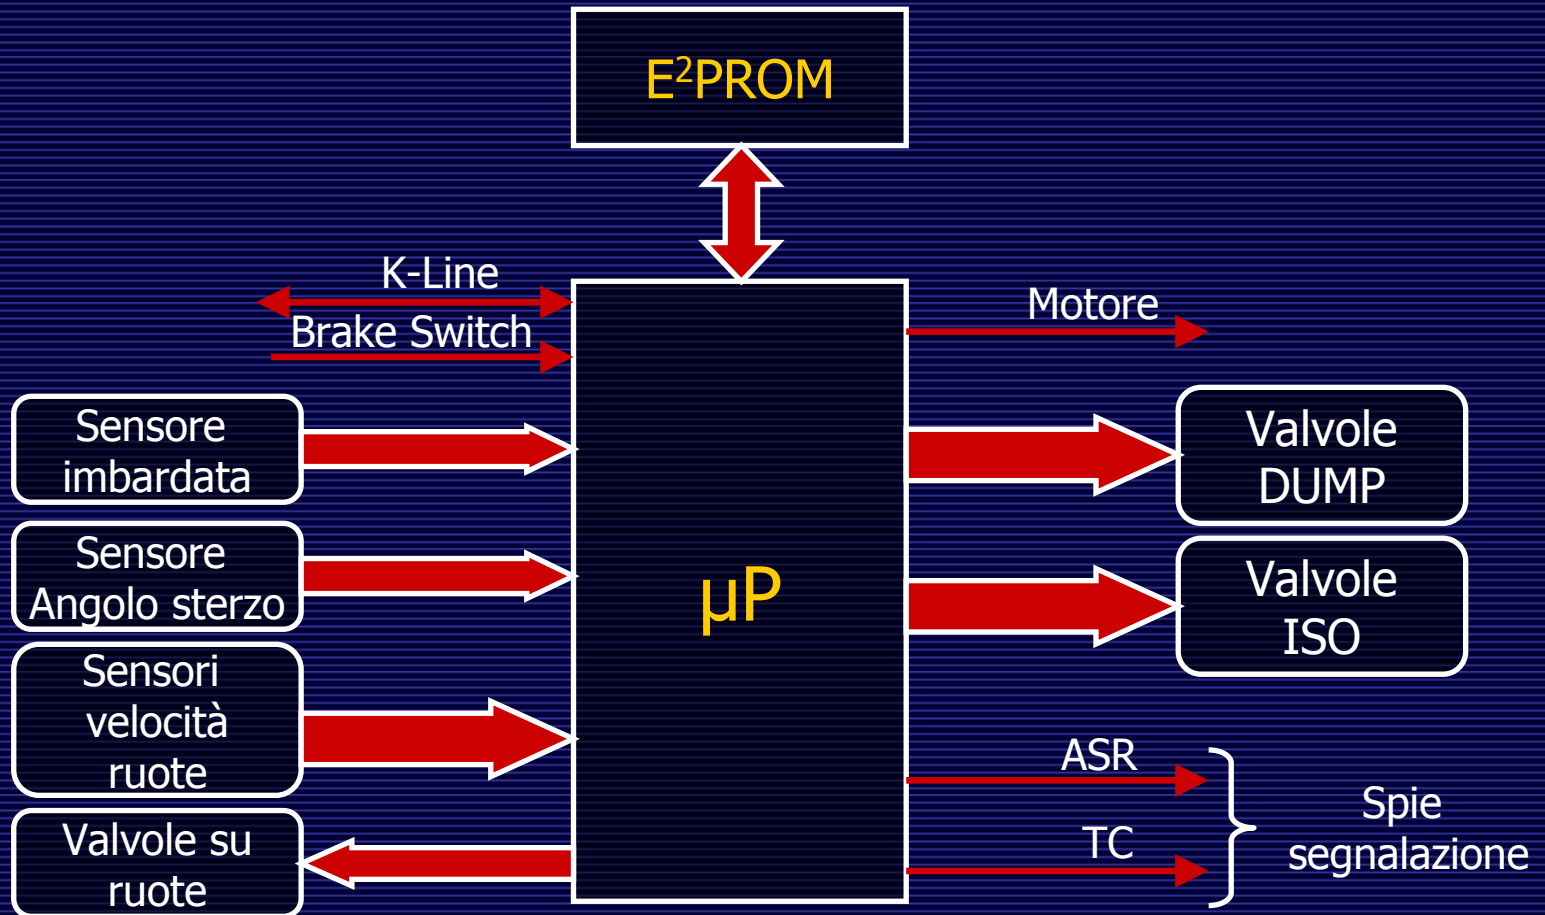 E²PROM
K-Line
Brake Switch
Motore
Sensore
imbardata
Valvole
DUMP
Sensore
Angolo sterzo
µP
Valvole
ISO
Sensori
velocità
ruote
ASR
TC
Spie
segnalazione
Valvole su
ruote